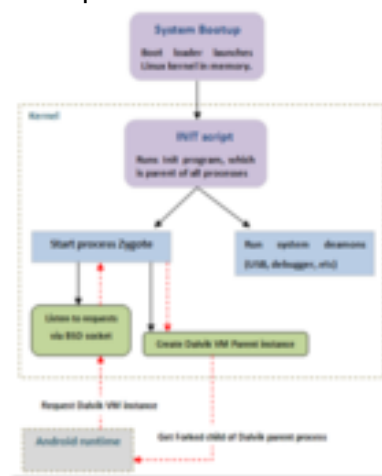 System Bootup
Boot loader launches
Linux kernel in memory.
Kernel
INIT script
Runs Init program, which
is parent of all processes
Start process Zygote
Run system deamons
(USB, debugger, etc)
Listen to requests
via BSD socket
Create Dalvik VM Parent instance
Request Dalvik VM instance
Get Forked child of Dalvik parent process
Android runtime